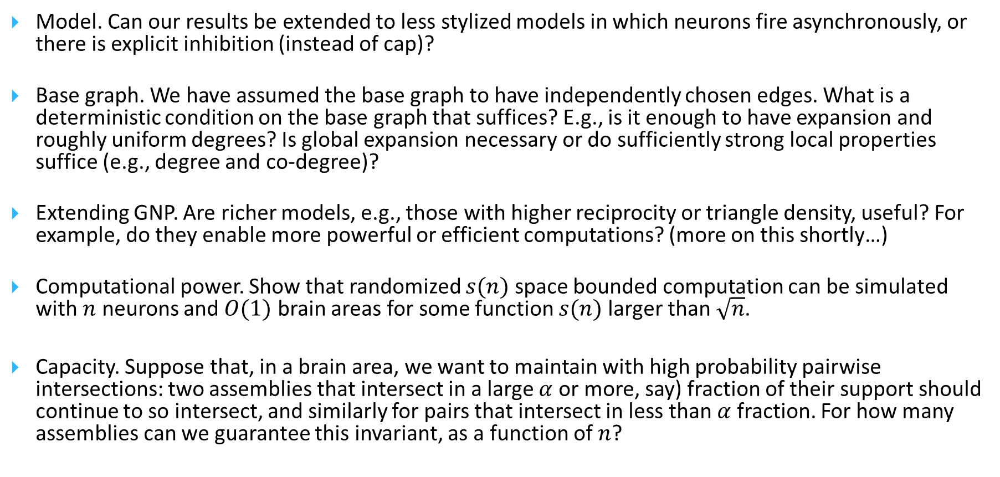 Model. Can our results be extended to less stylized models in which neurons fire asynchronously, or
there is explicit inhibition (instead of cap)?
Base graph. We have assumed the base graph to have independently chosen edges. What is a
deterministic condition on the base graph that suffices? E.g., is it enough to have expansion and
roughly uniform degrees? Is global expansion necessary or do sufficiently strong local properties
suffice (e.g., degree and co-degree)?
Extending GNP. Are richer models, e.g., those with higher reciprocity or triangle density, useful? For
example, do they enable more powerful or efficient computations? (more on this shortly...)
Computational power. Show that randomized s(n) space bounded computation can be simulated
with n neurons and O(1) brain areas for some function s(n) larger than √n.
Capacity. Suppose that, in a brain area, we want to maintain with high probability pairwise
intersections: two assemblies that intersect in a large α or more, say) fraction of their support should
continue to so intersect, and similarly for pairs that intersect in less than α fraction. For how many
assemblies can we guarantee this invariant, as a function of n?